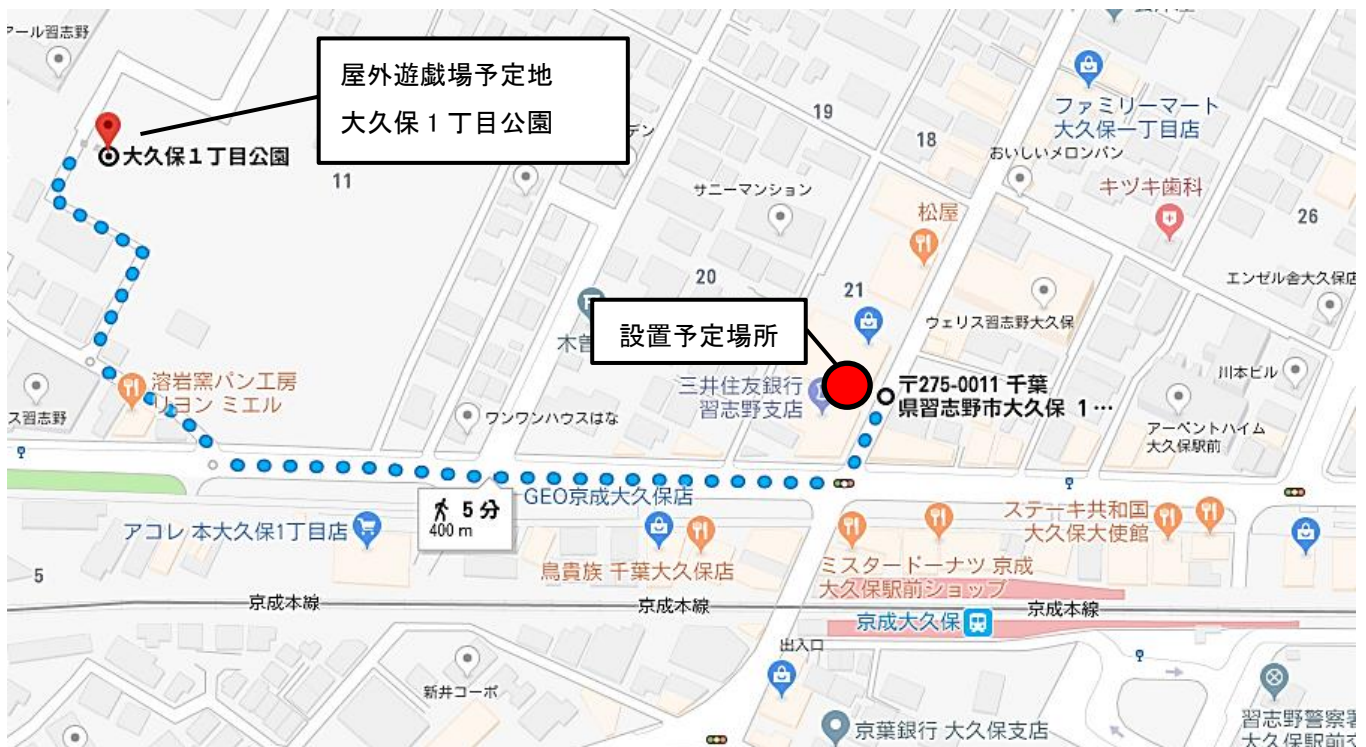 アール習志野
屋外遊戯場予定地
大久保1丁目公園
大久保1丁目公園
デン
11
19
18
ファミリーマート
大久保一丁目店
おいしいメロンパン
キヅキ歯科
サニーマンション
松屋
26
20
21
エンゼル舎大久保店
木曽
設置予定場所
ウェリス習志野大久保
三井住友銀行
習志野支店
〒275-0011 千葉
県習志野市大久保 1…
川本ビル
アーベントハイム
大久保駅前
溶岩窯パン工房
リヨン ミエル
ス習志野
ワンワンハウスはな
5 分
400 m
GEO京成大久保店
アコレ 本大久保1丁目店
鳥貴族 千葉大久保店
ミスタードーナツ 京成
大久保駅前ショップ
ステーキ共和国
大久保大使館
5
京成本線
京成本線
京成本線
京成大久保
出入口
新井コーポ
京葉銀行 大久保支店
習志野警察署
大久保駅前交